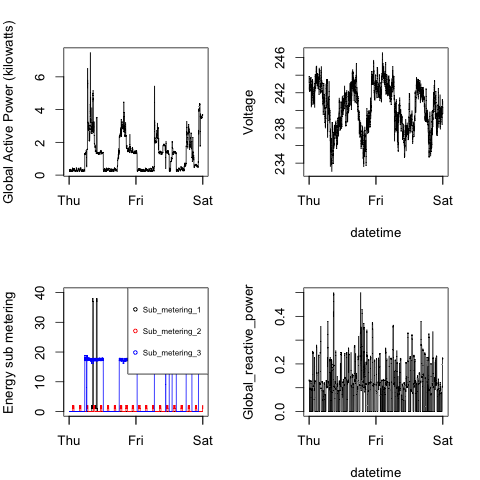 Global Active Power (kilowatts)
6
4
2
0
Thu
Fri
Sat
Voltage
246
242
238
234
Thu
Fri
Sat
datetime
Energy sub metering
40
30
20
10
0
Sub_metering_1
Sub_metering_2
Sub_metering_3
Thu
Fri
Sat
Global_reactive_power
0.4
0.2
0.0
Thu
Fri
Sat
datetime